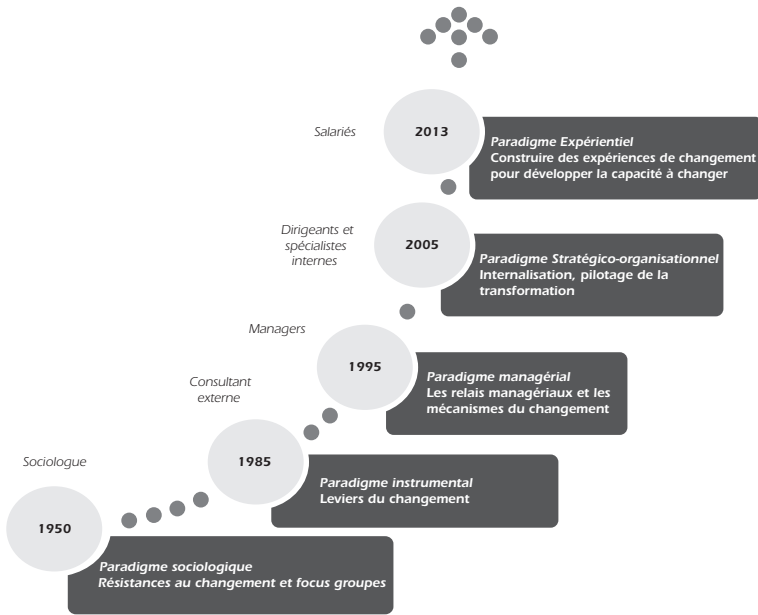 Salariés
2013
Paradigme Expérientiel
Construire des expériences de changement
pour développer la capacité à changer
Dirigeants et
spécialistes
internes
2005
Paradigme Stratégico-organisationnel
Internalisation, pilotage de la
transformation
Managers
1995
Paradigme managérial
Les relais managériaux et les
mécanismes du changement
Consultant
externe
1985
Paradigme instrumental
Leviers du changement
Sociologue
1950
Paradigme sociologique
Résistances au changement et focus groupes